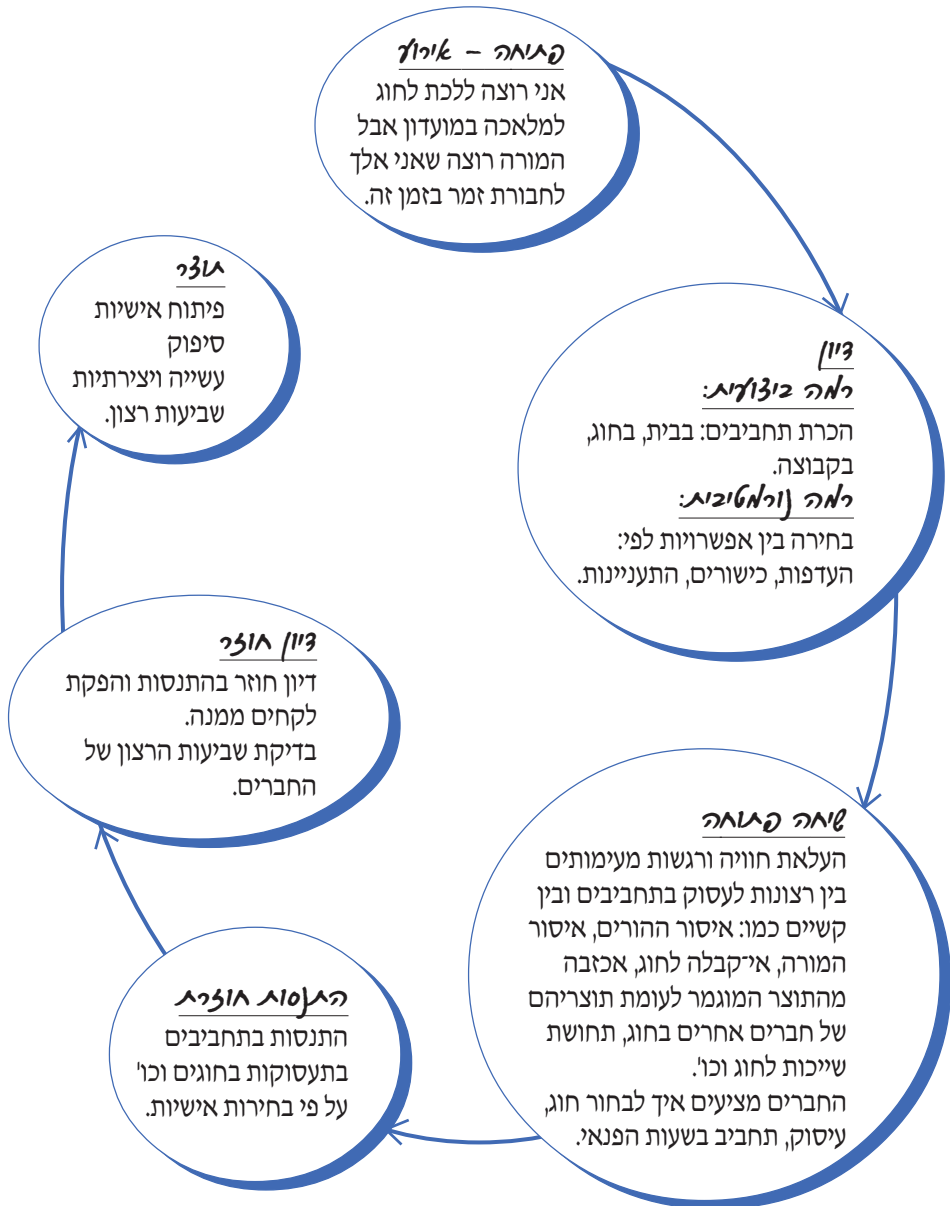 פתיחה – אירוע
אני רוצה ללכת לחוג
למלאכה במועדון אבל
המורה רוצה שאני אלך
לחבורת זמר בזמן זה.
דיון
רמה ביצועית:
הכרת תחביבים: בבית, בחוג,
בקבוצה.
רמה נורמטיבית:
בחירה בין אפשרויות לפי:
העדפות, כישורים, התעניינות.
שיחה פתוחה
העלאת חוויה ורגשות מעימותים
בין רצונות לעסוק בתחביבים ובין
קשיים כמו: איסור ההורים, איסור
המורה, אי־קבלה לחוג, אכזבה
מהתוצר המוגמר לעומת תוצריהם
של חברים אחרים בחוג, תחושת
שייכות לחוג וכו'.
החברים מציעים איך לבחור חוג,
עיסוק, תחביב בשעות הפנאי.
התנסות חוזרת
התנסות בתחביבים
בתעסוקות בחוגים וכו'
על פי בחירות אישיות.
דיון חוזר
דיון חוזר בהתנסות והפקת
לקחים ממנה.
בדיקת שביעות הרצון של
החברים.
תוצר
פיתוח אישיות
סיפוק
עשייה ויצירתיות
שביעות רצון.